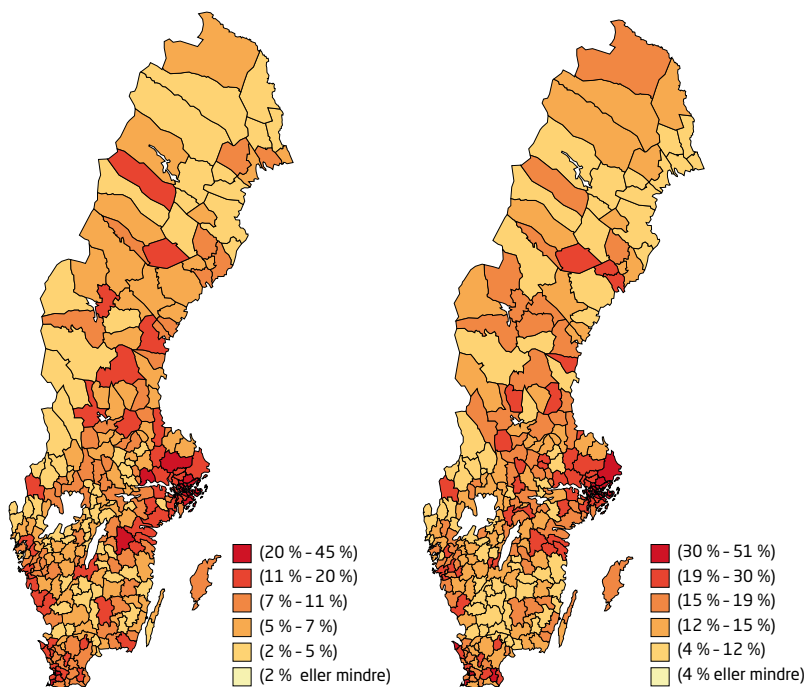 (20 % – 45 %)
(11 % – 20 %)
(7 % – 11 %)
(5 % – 7 %)
(2 % – 5 %)
(2 %  eller mindre)
(30 % – 51 %)
(19 % – 30 %)
(15 % – 19 %)
(12 % – 15 %)
(4 % – 12 %)
(4 % eller mindre)